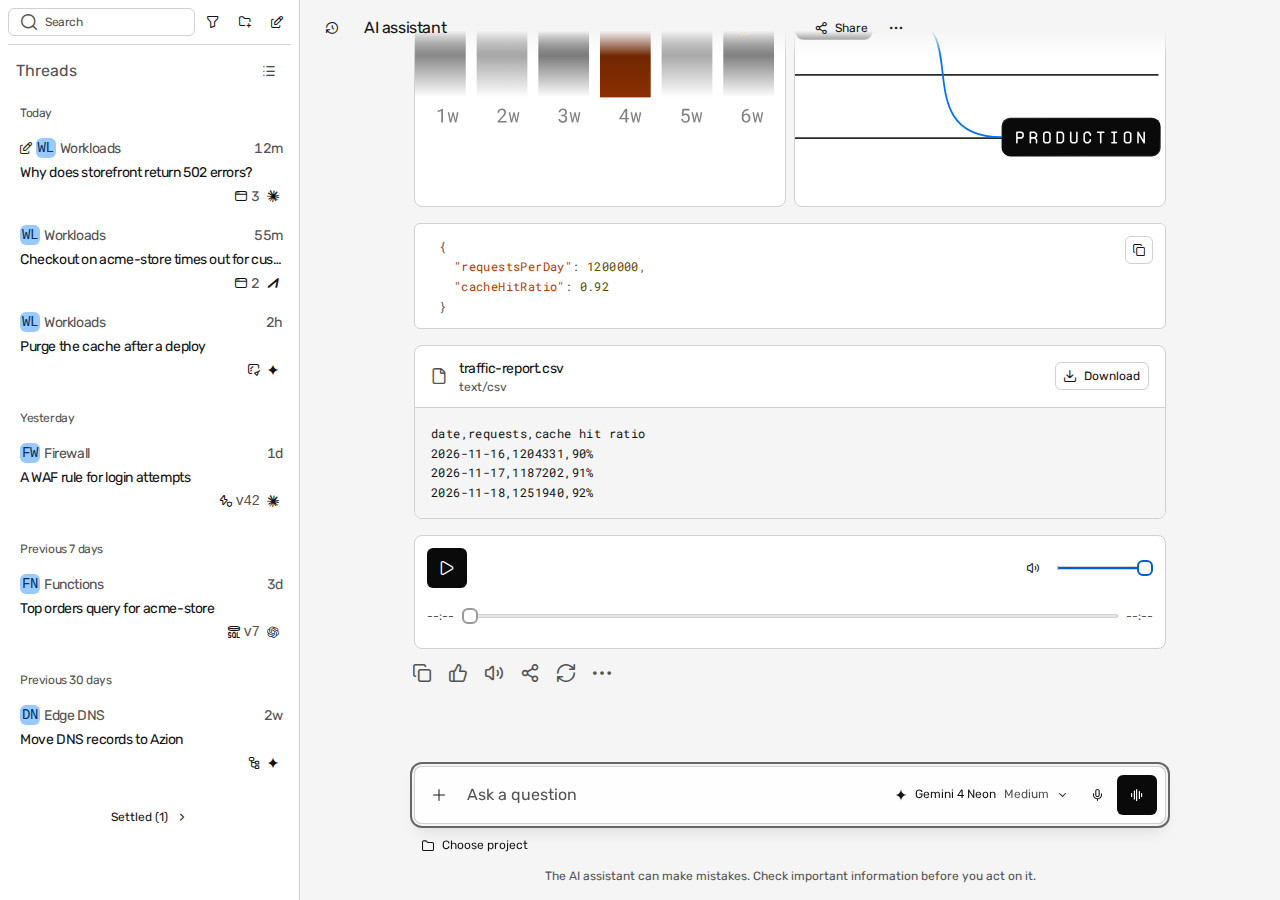 Search
Threads
Today
WL Workloads 12m
Why does storefront return 502 errors?
3
WL Workloads 55m
Checkout on acme-store times out for cus…
2
WL Workloads 2h
Purge the cache after a deploy
Yesterday
FW Firewall 1d
A WAF rule for login attempts
v42
Previous 7 days
FN Functions 3d
Top orders query for acme-store
v7
Previous 30 days
DN Edge DNS 2w
Move DNS records to Azion
Settled (1)
AI assistant
Share
1w 2w 3w 4w 5w 6w
PRODUCTION
{
"requestsPerDay": 1200000,
"cacheHitRatio": 0.92
}
traffic-report.csv
text/csv
Download
date,requests,cache hit ratio
2026-11-16,1204331,90%
2026-11-17,1187202,91%
2026-11-18,1251940,92%
--:-- --:--
Ask a question
Gemini 4 Neon Medium
Choose project
The AI assistant can make mistakes. Check important information before you act on it.